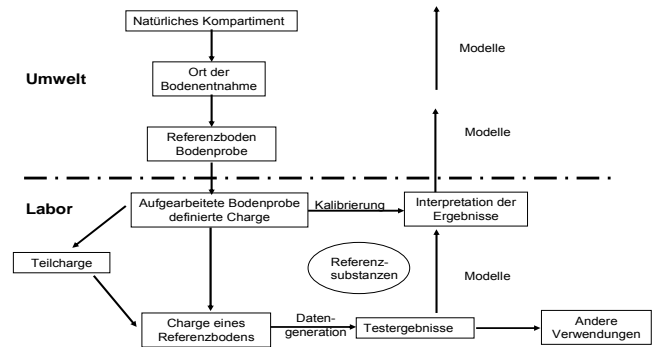 Natürliches Kompartiment
Modelle
Umwelt
Ort der
Bodenentnahme
Referenzboden
Bodenprobe
Modelle
Labor
Aufgearbeitete Bodenprobe
definierte Charge
Kalibrierung
Interpretation der
Ergebnisse
Teilcharge
Referenz-
substanzen
Modelle
Charge eines
Referenzbodens
Daten-
generation
Testergebnisse
Andere
Verwendungen